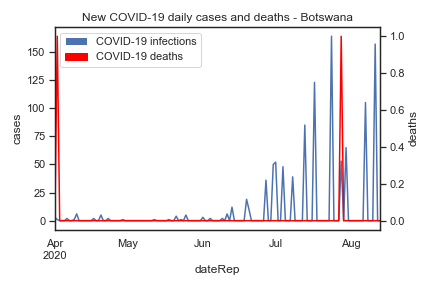 New COVID-19 daily cases and deaths - Botswana
COVID-19 infections
COVID-19 deaths
cases
150
125
100
75
50
25
0
deaths
1.0
0.8
0.6
0.4
0.2
0.0
Apr May Jun Jul Aug
2020
dateRep